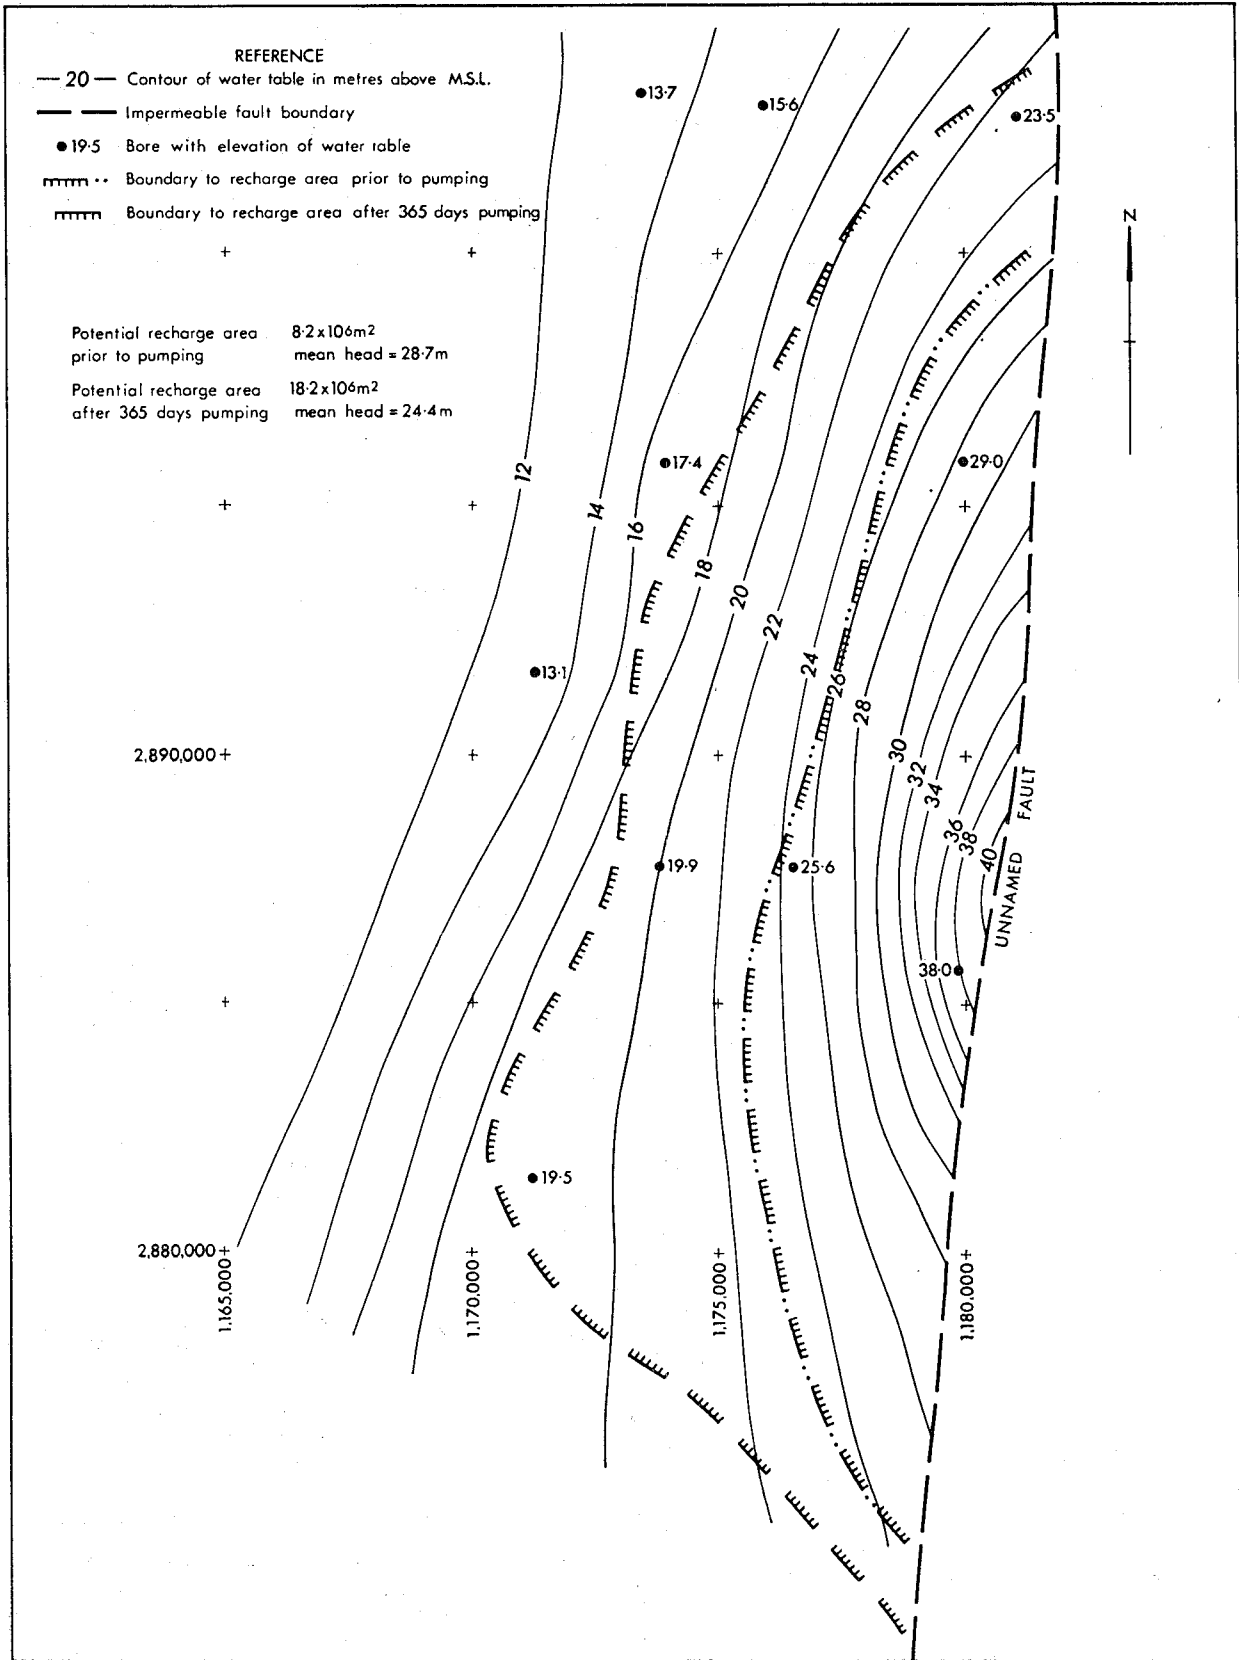 REFERENCE
— 20 — Contour of water table in metres above M.S.L.
Impermeable fault boundary
19·5 Bore with elevation of water table
Boundary to recharge area prior to pumping
Boundary to recharge area after 365 days pumping
13·7
15·6
23·5
N
Potential recharge area 8·2x106m2
prior to pumping mean head = 28·7m
Potential recharge area 18·2x106m2
after 365 days pumping mean head = 24·4m
17·4
29·0
12
14
16
18
20
22
24
26
28
30
32
34
36
38
40
13·1
2,890,000+
UNNAMED FAULT
19·9
25·6
38·0
19·5
2,880,000+
1,165,000+
1,170,000+
1,175,000+
1,180,000+